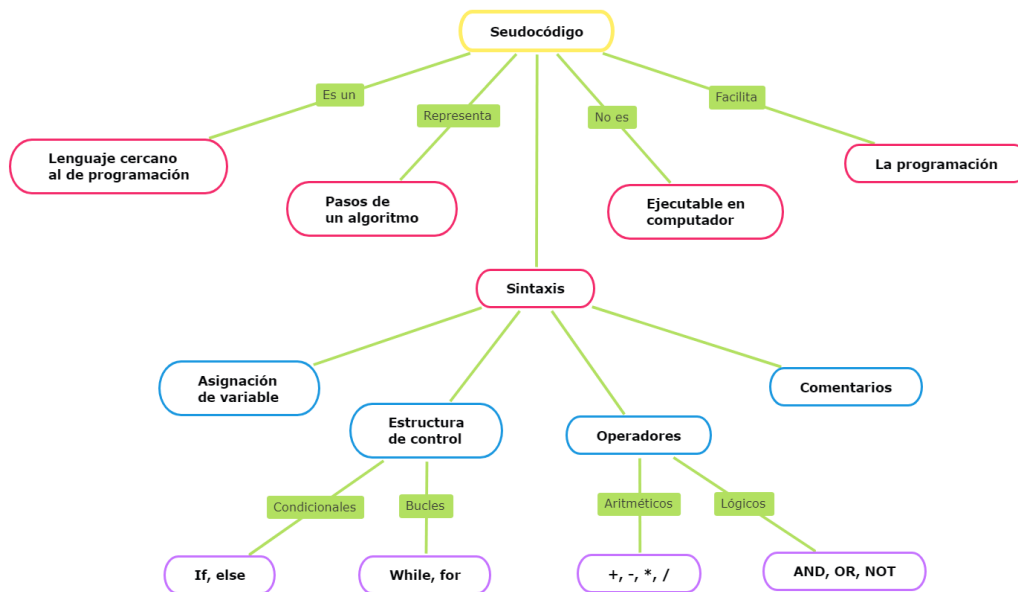 Seudocódigo
Es un
Representa
No es
Facilita
Lenguaje cercano
al de programación
Pasos de
un algoritmo
Ejecutable en
computador
La programación
Sintaxis
Asignación
de variable
Estructura
de control
Operadores
Comentarios
Condicionales
Bucles
Aritméticos
Lógicos
If, else
While, for
+, -, *, /
AND, OR, NOT